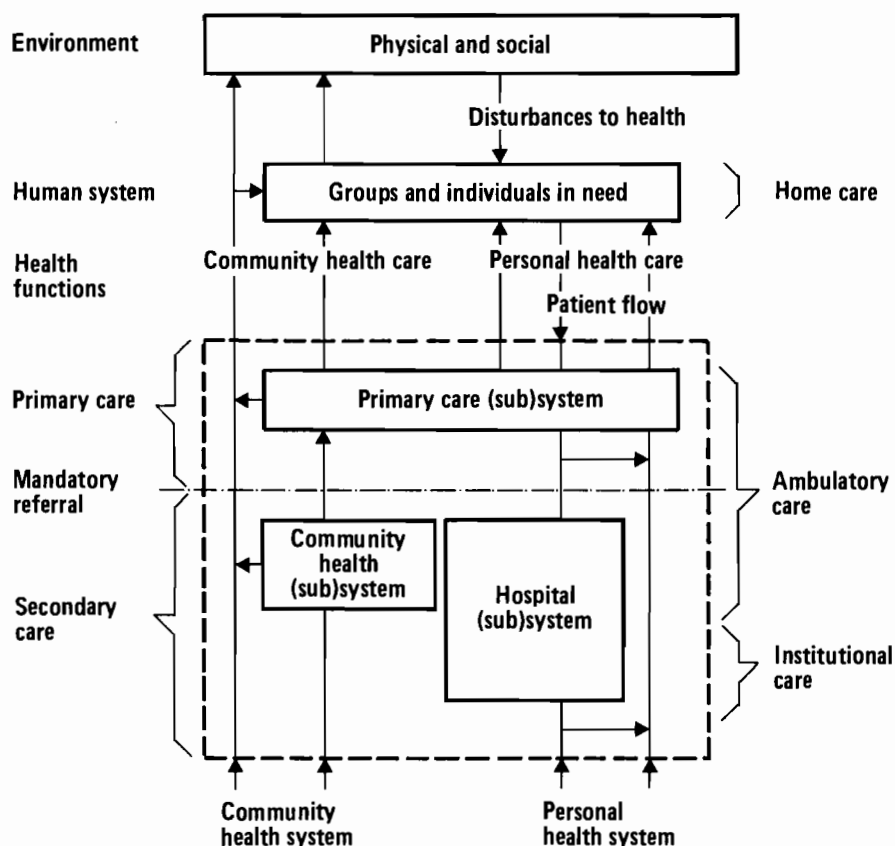 Environment
Physical and social
Disturbances to health
Human system
Groups and individuals in need
Home care
Health
functions
Community health care
Personal health care
Patient flow
Primary care
Primary care (sub)system
Mandatory
referral
Ambulatory
care
Secondary
care
Community
health
(sub)system
Hospital
(sub)system
Institutional
care
Community
health system
Personal
health system